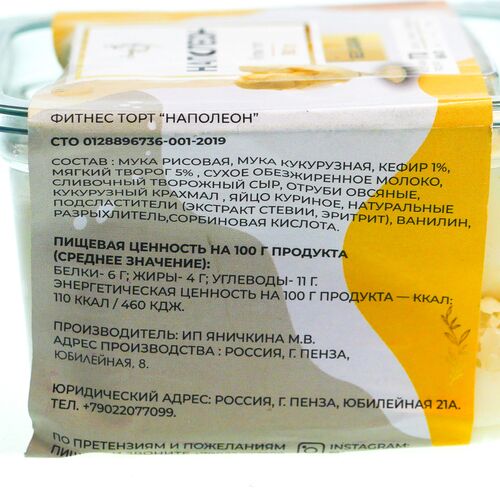 ФИТНЕС ТОРТ "НАПОЛЕОН"
СТО 0128896736-001-2019
СОСТАВ : МУКА РИСОВАЯ, МУКА КУКУРУЗНАЯ, КЕФИР 1%,
МЯГКИЙ ТВОРОГ 5% , СУХОЕ ОБЕЗЖИРЕННОЕ МОЛОКО,
СЛИВОЧНЫЙ ТВОРОЖНЫЙ СЫР, ОТРУБИ ОВСЯНЫЕ,
КУКУРУЗНЫЙ КРАХМАЛ , ЯЙЦО КУРИНОЕ, НАТУРАЛЬНЫЕ
ПОДСЛАСТИТЕЛИ (ЭКСТРАКТ СТЕВИИ, ЭРИТРИТ), ВАНИЛИН,
РАЗРЫХЛИТЕЛЬ,СОРБИНОВАЯ КИСЛОТА.
ПИЩЕВАЯ ЦЕННОСТЬ НА 100 Г ПРОДУКТА
(СРЕДНЕЕ ЗНАЧЕНИЕ):
БЕЛКИ- 6 Г; ЖИРЫ- 4 Г; УГЛЕВОДЫ- 11 Г.
ЭНЕРГЕТИЧЕСКАЯ ЦЕННОСТЬ НА 100 Г ПРОДУКТА — ККАЛ;
110 ККАЛ / 460 КДЖ.
ПРОИЗВОДИТЕЛЬ: ИП ЯНИЧКИНА М.В.
АДРЕС ПРОИЗВОДСТВА : РОССИЯ, Г. ПЕНЗА,
ЮБИЛЕЙНАЯ, 8.
ЮРИДИЧЕСКИЙ АДРЕС: РОССИЯ, Г. ПЕНЗА, ЮБИЛЕЙНАЯ 21А.
ТЕЛ. +79022077099.
ПО ПРЕТЕНЗИЯМ И ПОЖЕЛАНИЯМ
INSTAGRAM: